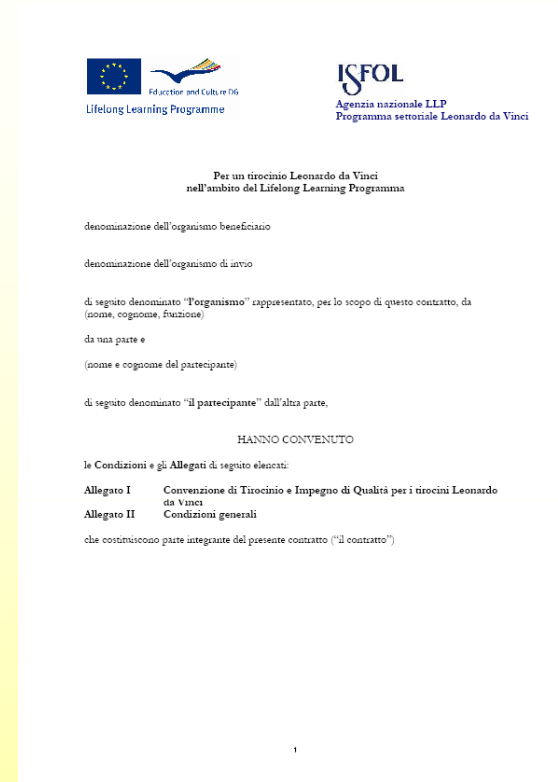 Education and Culture DG
Lifelong Learning Programme
ISFOL
Agenzia nazionale LLP
Programma settoriale Leonardo da Vinci
Per un tirocinio Leonardo da Vinci
nell'ambito del Lifelong Learning Programma
denominazione dell'organismo beneficiario
denominazione dell'organismo di invio
di seguito denominato "l'organismo" rappresentato, per lo scopo di questo contratto, da
(nome, cognome, funzione)
da una parte e
(nome e cognome del partecipante)
di seguito denominato "il partecipante" dall'altra parte,
HANNO CONVENUTO
le Condizioni e gli Allegati di seguito elencati:
Allegato I Convenzione di Tirocinio e Impegno di Qualità per i tirocini Leonardo
da Vinci
Allegato II Condizioni generali
che costituiscono parte integrante del presente contratto ("il contratto")
1